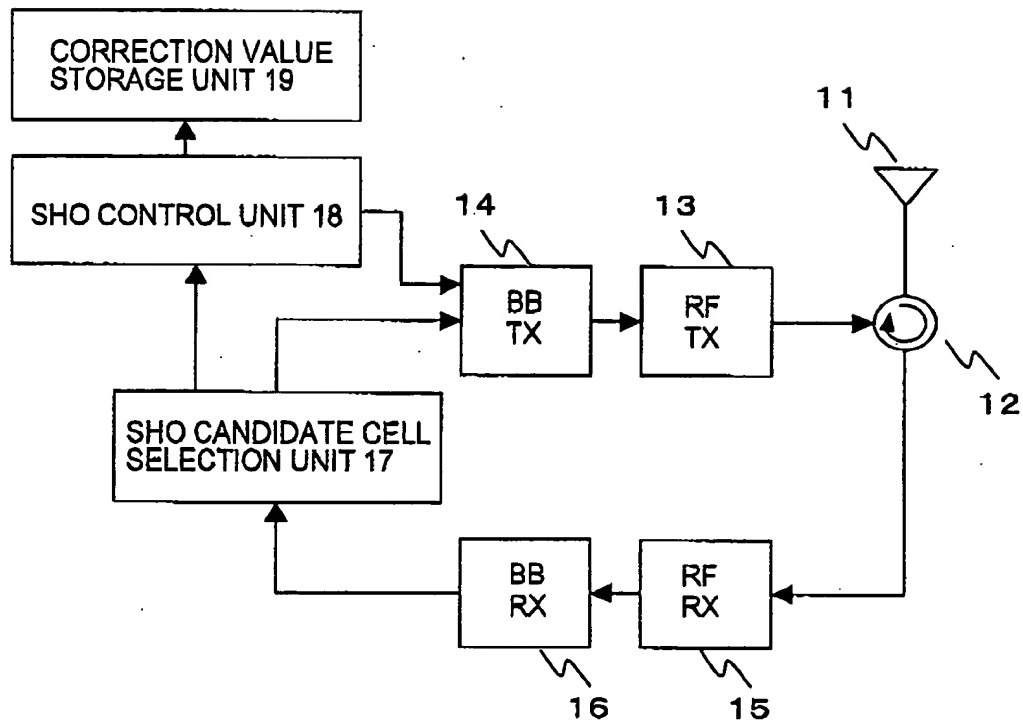 CORRECTION VALUE
STORAGE UNIT 19
11
SHO CONTROL UNIT 18
14
13
BB
TX
RF
TX
12
SHO CANDIDATE CELL
SELECTION UNIT 17
BB
RX
RF
RX
16
15